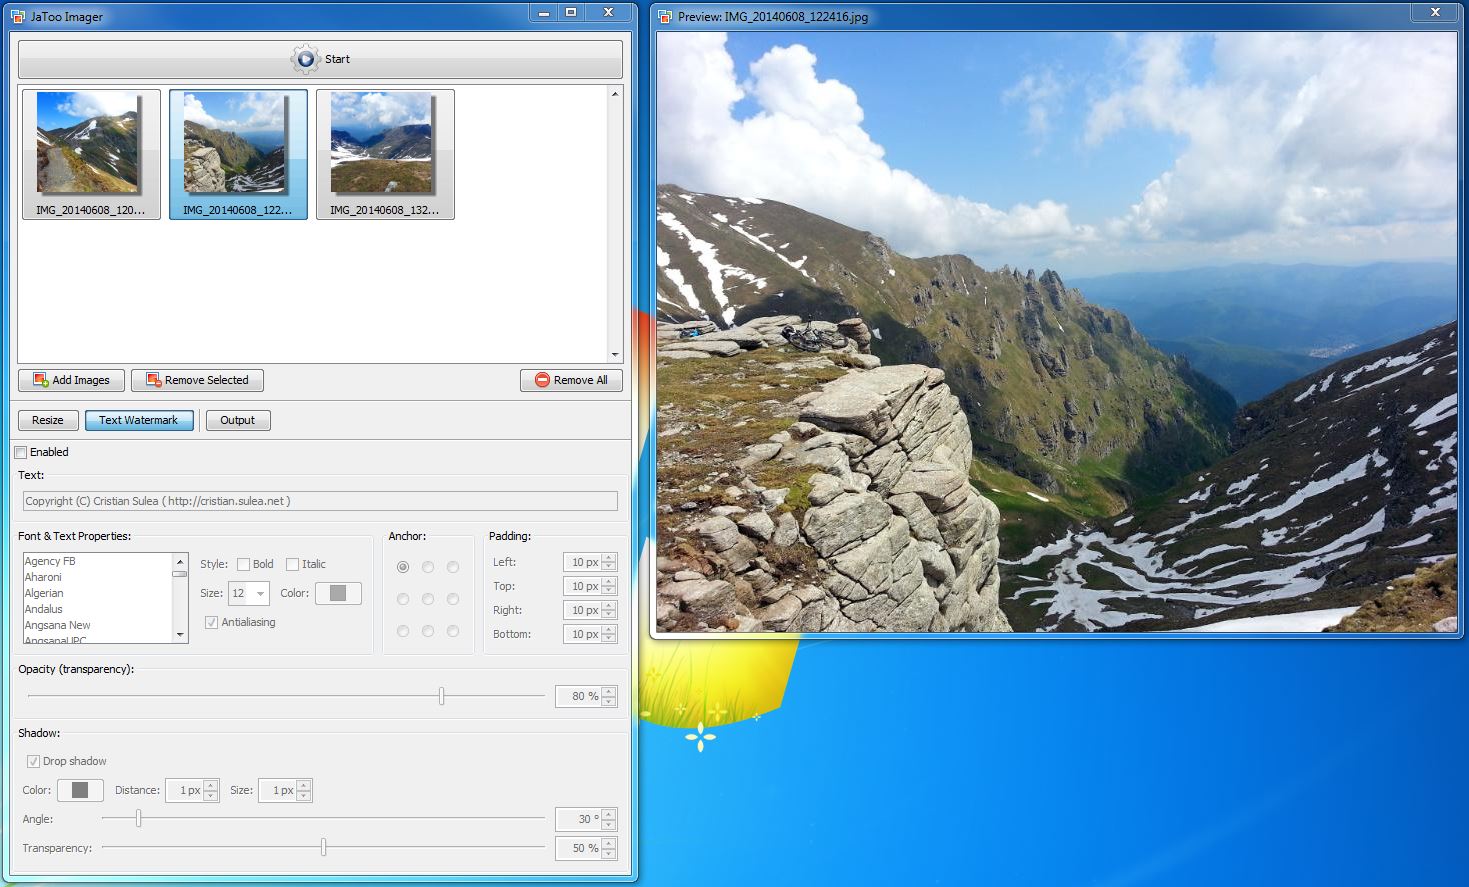 JaToo Imager
Start
IMG_20140608_120...
IMG_20140608_122...
IMG_20140608_132...
Add Images
Remove Selected
Remove All
Resize
Text Watermark
Output
Enabled
Text:
Copyright (C) Cristian Sulea ( http://cristian.sulea.net )
Font & Text Properties:
Agency FB
Aharoni
Algerian
Andalus
Angsana New
AngsanaUPC
Style: Bold Italic
Size: 12 Color:
Antialiasing
Anchor:
Padding:
Left: 10 px
Top: 10 px
Right: 10 px
Bottom: 10 px
Opacity (transparency):
80 %
Shadow:
Drop shadow
Color: Distance: 1 px Size: 1 px
Angle: 30 °
Transparency: 50 %
Preview: IMG_20140608_122416.jpg